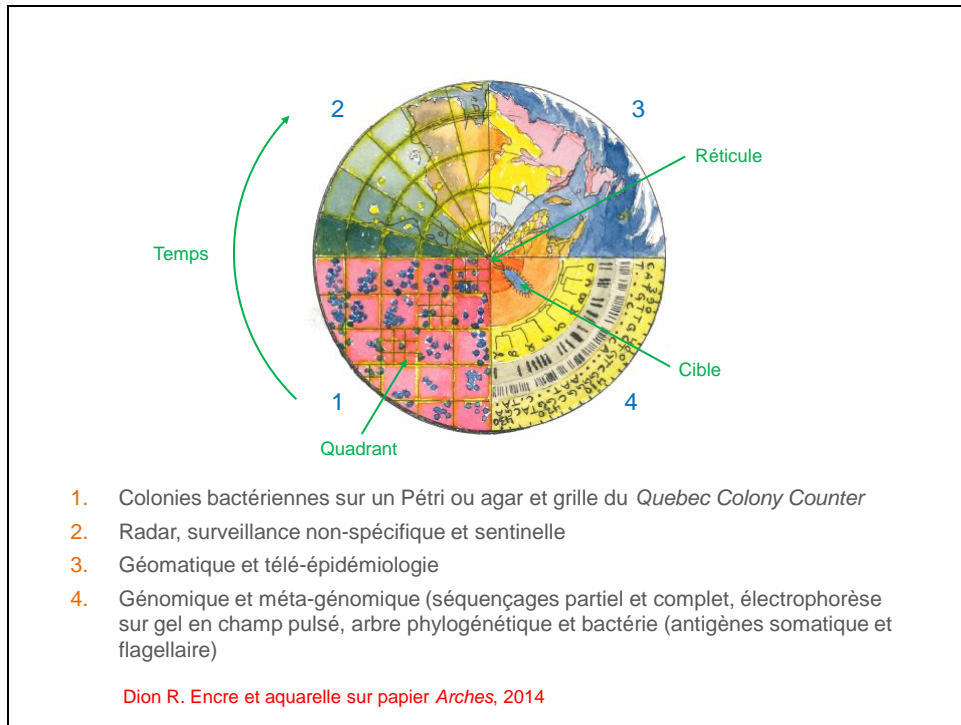 2
3
Réticule
Temps
Cible
1
4
Quadrant
1. Colonies bactériennes sur un Pétri ou agar et grille du Quebec Colony Counter
2. Radar, surveillance non-spécifique et sentinelle
3. Géomatique et télé-épidémiologie
4. Génomique et méta-génomique (séquençages partiel et complet, électrophorèse
sur gel en champ pulsé, arbre phylogénétique et bactérie (antigènes somatique et
flagellaire)
Dion R. Encre et aquarelle sur papier Arches, 2014